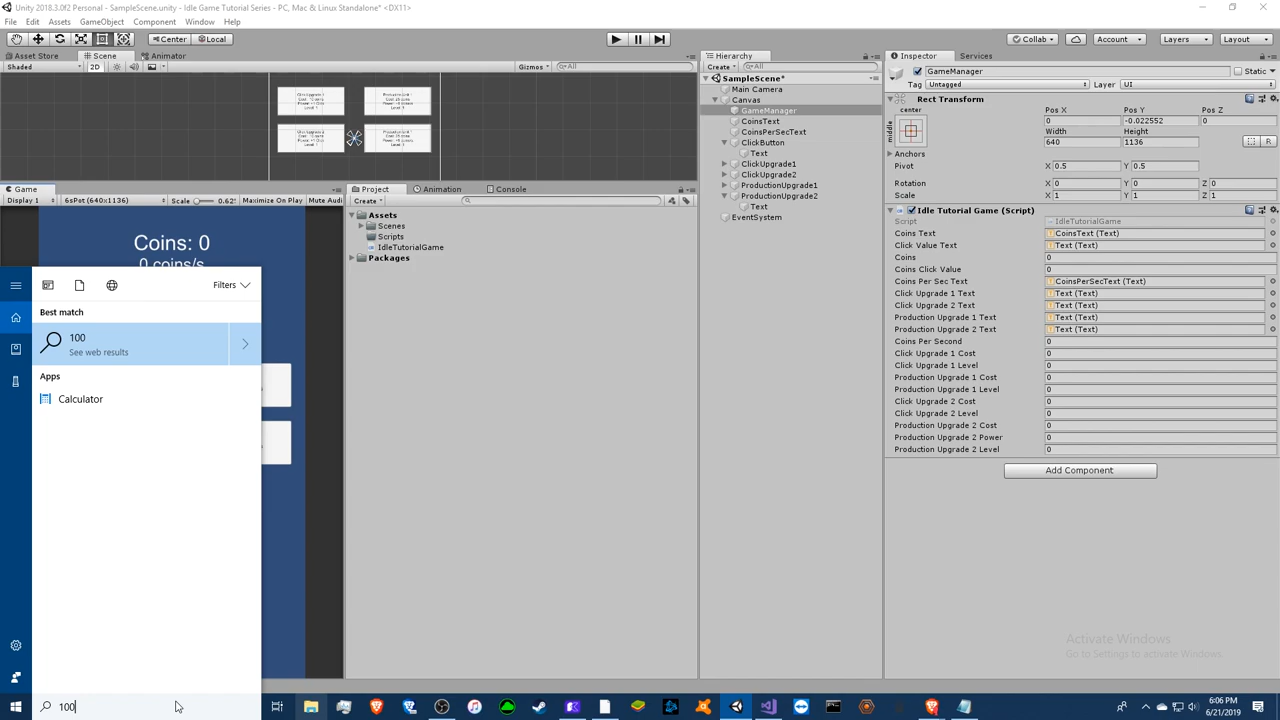 Unity 2018.3.0f2 Personal - SampleScene.unity - Idle Game Tutorial Series - PC, Mac & Linux Standalone* <DX11>
File Edit Assets GameObject Component Window Help
Center Local Collab Account Layers Layout
Asset Store Scene Animator
Shaded 2D Gizmos All
Game
Display 1 6sPot (640x1136) Scale 0.62 Maximize On Play Mute Audi
Coins: 0
0 coins/s
Filters
Best match
100
See web results
Apps
Calculator
100
Project Animation Console
Create
Assets
Scenes
Scripts
IdleTutorialGame
Packages
Hierarchy
Create All
SampleScene*
Main Camera
Canvas
GameManager
CoinsText
CoinsPerSecText
ClickButton
Text
ClickUpgrade1
ClickUpgrade2
ProductionUpgrade1
ProductionUpgrade2
Text
EventSystem
Inspector Services
GameManager Static
Tag Untagged Layer UI
Rect Transform
center Pos X Pos Y Pos Z
middle 0 -0.022552 0
Width Height
640 1136 R
Anchors
Pivot X 0.5 Y 0.5
Rotation X 0 Y 0 Z 0
Scale X 1 Y 1 Z 1
Idle Tutorial Game (Script)
Script IdleTutorialGame
Coins Text CoinsText (Text)
Click Value Text Text (Text)
Coins 0
Coins Click Value 0
Coins Per Sec Text CoinsPerSecText (Text)
Click Upgrade 1 Text Text (Text)
Click Upgrade 2 Text Text (Text)
Production Upgrade 1 Text Text (Text)
Production Upgrade 2 Text Text (Text)
Coins Per Second 0
Click Upgrade 1 Cost 0
Click Upgrade 1 Level 0
Production Upgrade 1 Cost 0
Production Upgrade 1 Level 0
Click Upgrade 2 Cost 0
Click Upgrade 2 Level 0
Production Upgrade 2 Cost 0
Production Upgrade 2 Power 0
Production Upgrade 2 Level 0
Add Component
Activate Windows
Go to Settings to activate Windows.
6:06 PM
6/21/2019